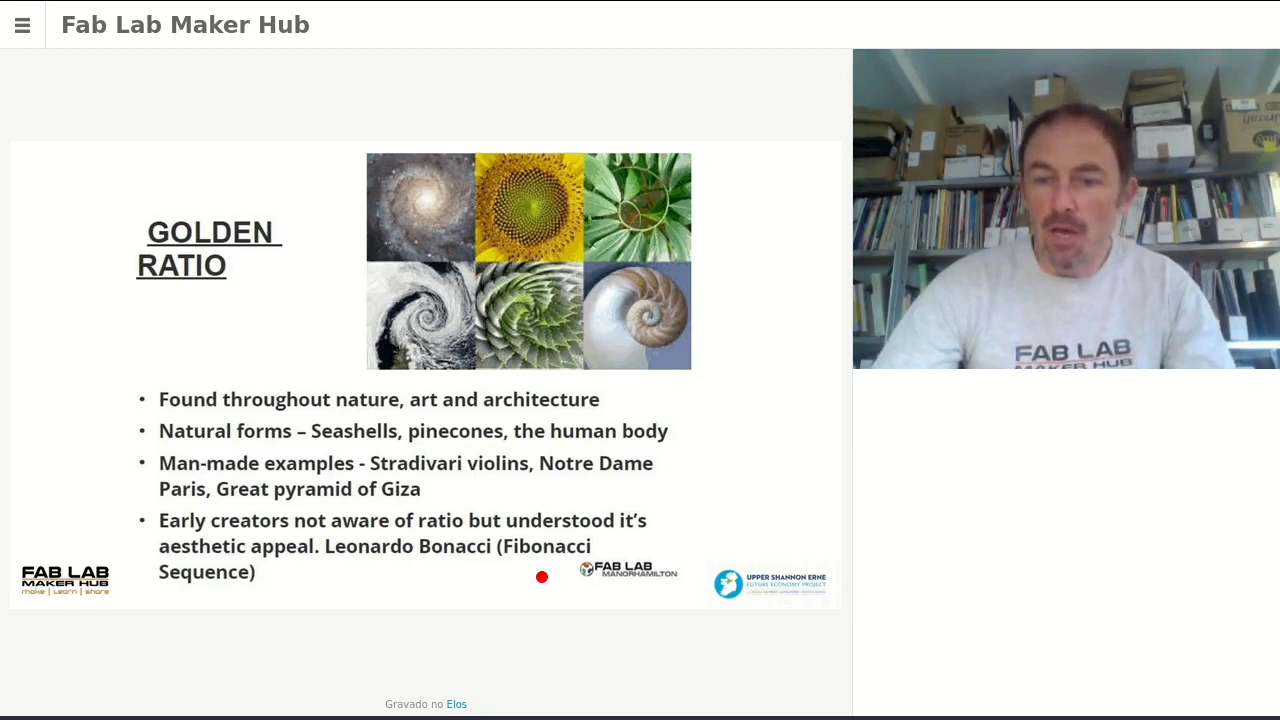 Fab Lab Maker Hub
GOLDEN
RATIO
• Found throughout nature, art and architecture
• Natural forms – Seashells, pinecones, the human body
• Man-made examples - Stradivari violins, Notre Dame
Paris, Great pyramid of Giza
• Early creators not aware of ratio but understood it’s
aesthetic appeal. Leonardo Bonacci (Fibonacci
Sequence)
FAB LAB
MAKER HUB
make | Learn | share
FAB LAB
MANORHAMILTON
UPPER SHANNON ERNE
FUTURE ECONOMY PROJECT
FAB LAB
MAKER HUB
Gravado no Elos